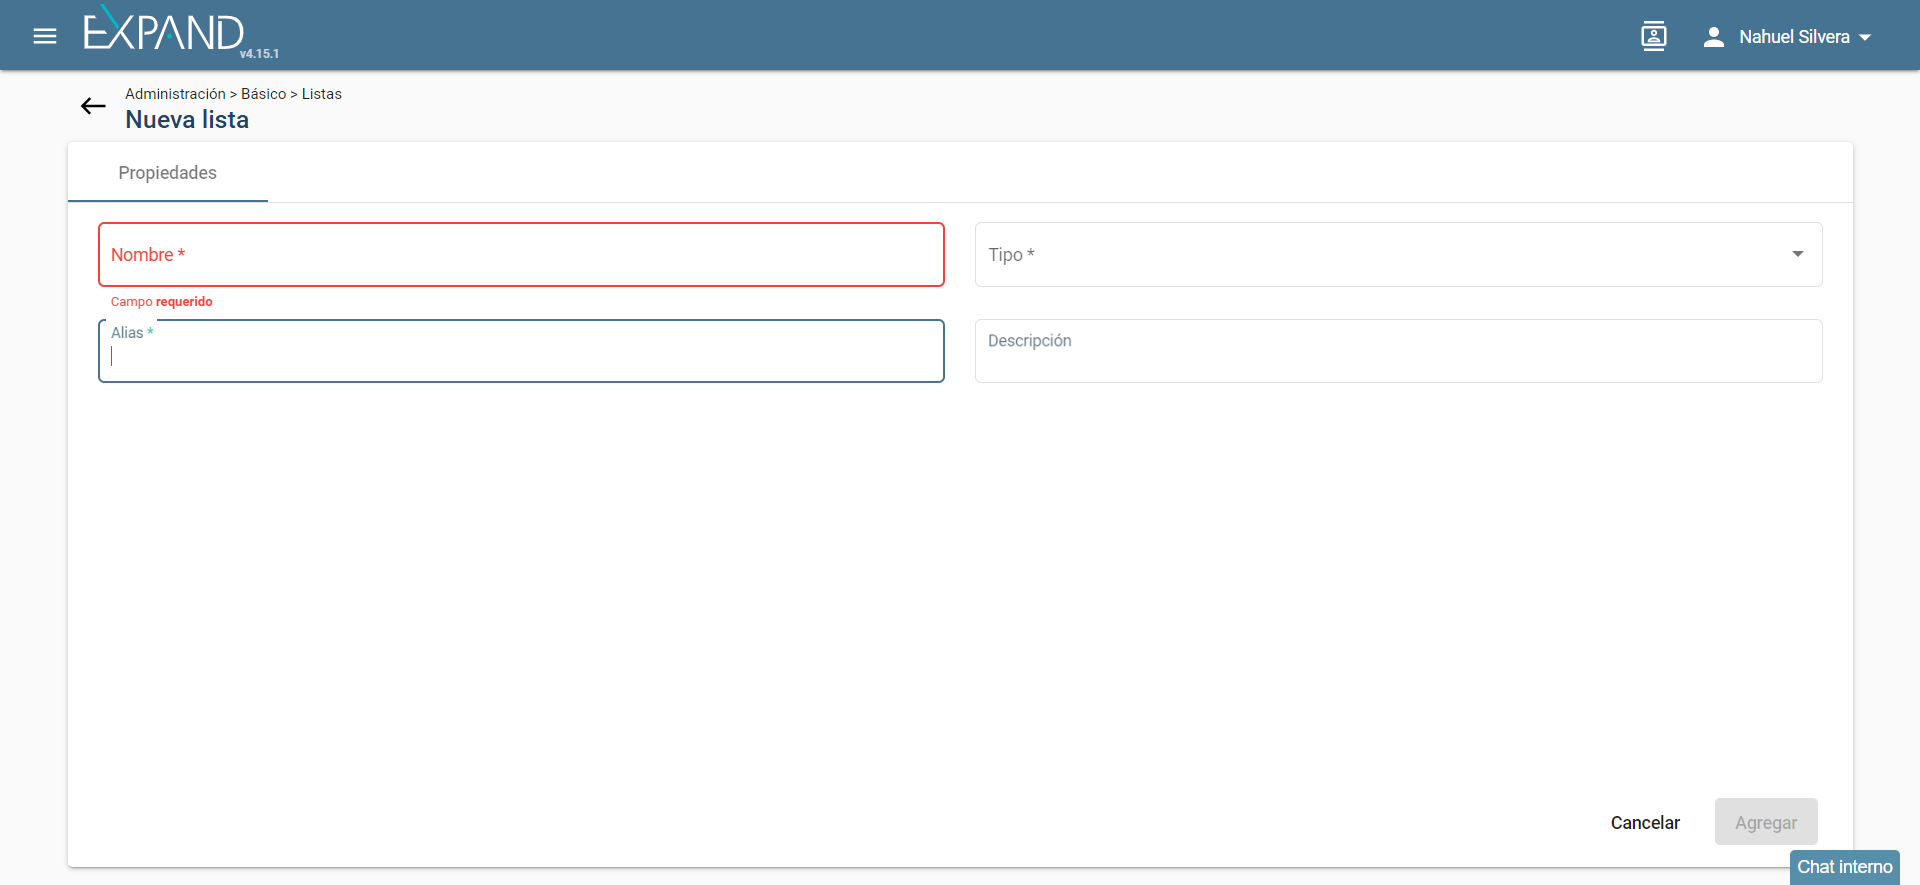 EXPAND
v4.15.1
Nahuel Silvera
Administración > Básico > Listas
Nueva lista
Propiedades
Nombre *
Tipo *
Campo requerido
Alias *
Descripción
Cancelar
Agregar
Chat interno